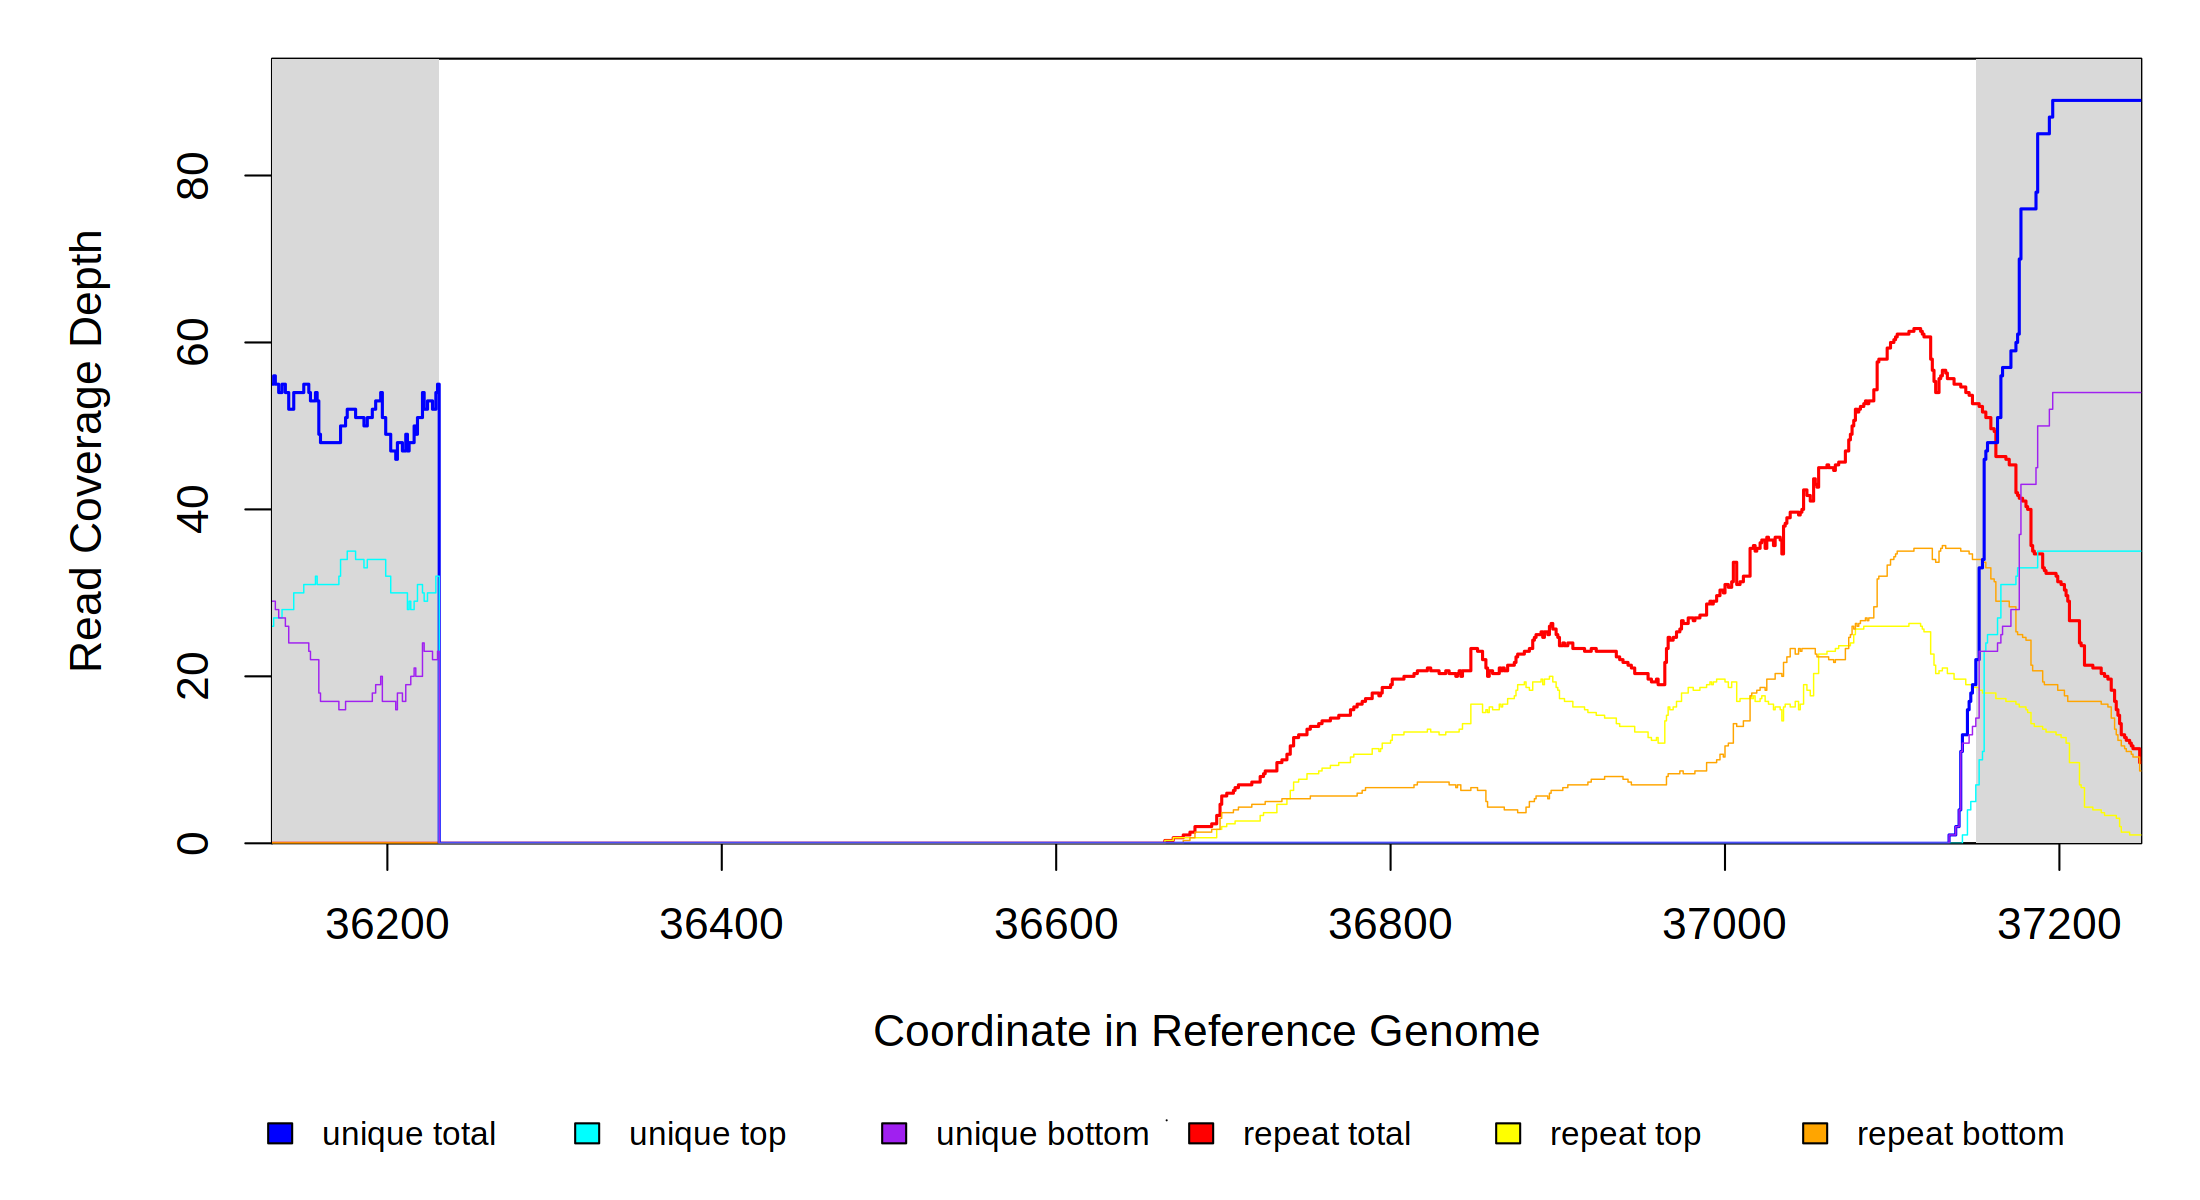 Read Coverage Depth
80
60
40
20
0
36200 36400 36600 36800 37000 37200
Coordinate in Reference Genome
unique total unique top unique bottom repeat total repeat top repeat bottom